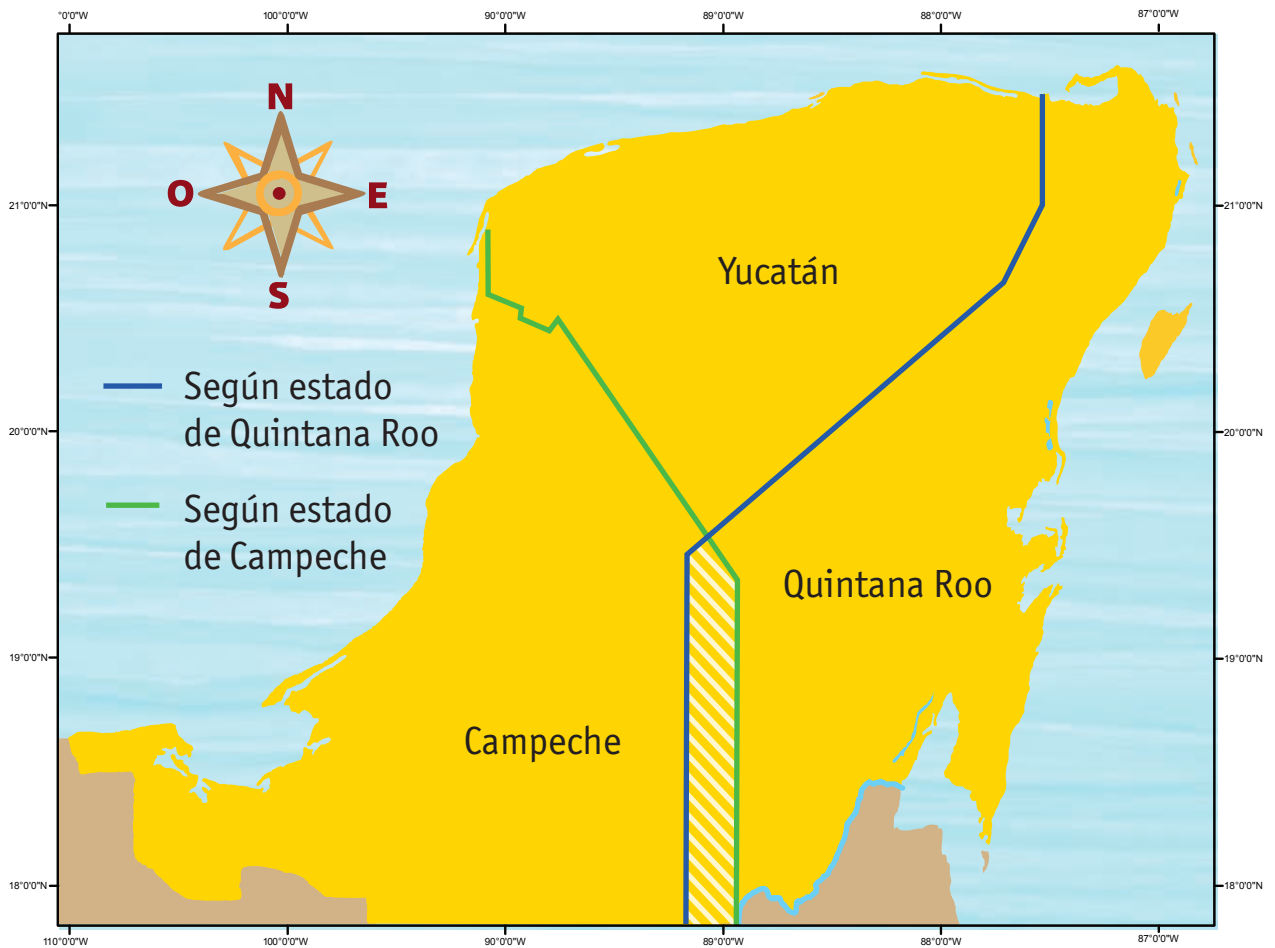 °0'0"W 100°0'0"W 90°0'0"W 89°0'0"W 88°0'0"W 87°0'0"W
N
O E
S
21°0'0"N 21°0'0"N
Yucatán
Según estado
de Quintana Roo
20°0'0"N 20°0'0"N
Según estado
de Campeche
Quintana Roo
19°0'0"N 19°0'0"N
Campeche
18°0'0"N 18°0'0"N
110°0'0"W 100°0'0"W 90°0'0"W 89°0'0"W 88°0'0"W 87°0'0"W